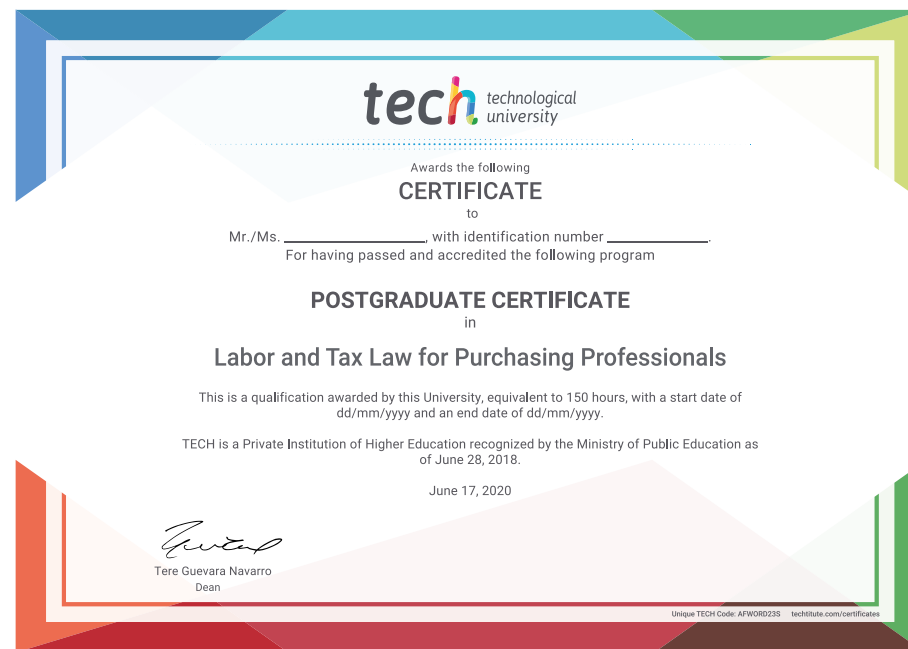 tech technological
university
Awards the following
CERTIFICATE
to
Mr./Ms. ____________________, with identification number ______________.
For having passed and accredited the following program
POSTGRADUATE CERTIFICATE
in
Labor and Tax Law for Purchasing Professionals
This is a qualification awarded by this University, equivalent to 150 hours, with a start date of
dd/mm/yyyy and an end date of dd/mm/yyyy.
TECH is a Private Institution of Higher Education recognized by the Ministry of Public Education as
of June 28, 2018.
June 17, 2020
Tere Guevara Navarro
Dean
Unique TECH Code: AFWORD23S techtitute.com/certificates